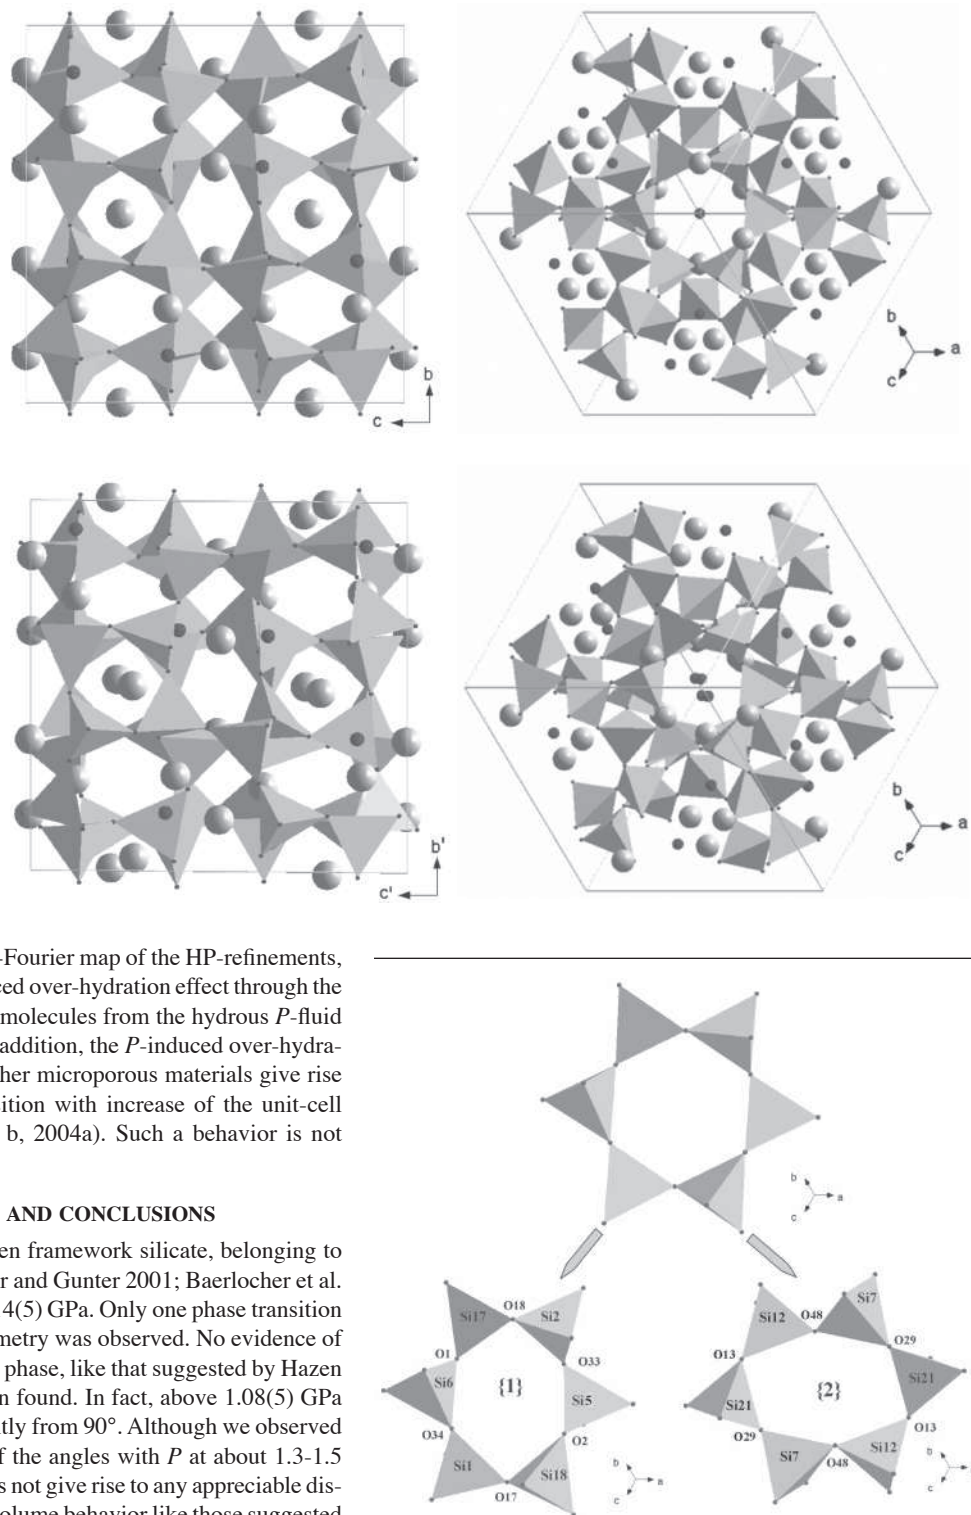 b
c
b
a
c
b'
c'
b
a
c
-Fourier map of the HP-refinements,
ced over-hydration effect through the
molecules from the hydrous P-fluid
addition, the P-induced over-hydra-
her microporous materials give rise
ition with increase of the unit-cell
b, 2004a). Such a behavior is not
AND CONCLUSIONS
en framework silicate, belonging to
r and Gunter 2001; Baerlocher et al.
4(5) GPa. Only one phase transition
metry was observed. No evidence of
phase, like that suggested by Hazen
n found. In fact, above 1.08(5) GPa
ntly from 90°. Although we observed
f the angles with P at about 1.3-1.5
s not give rise to any appreciable dis-
olume behavior like those suggested
b
a
c
Si17
O18
Si2
O1
O33
Si6
{1}
Si5
O34
O2
Si1
Si18
O17
b
a
c
Si12
O48
Si7
O29
O13
Si21
{2}
Si21
O29
O13
Si7
O48
Si12
b
c